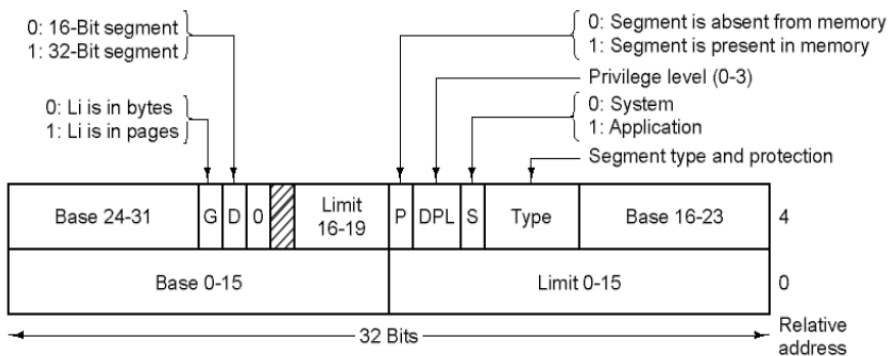 0: 16-Bit segment
1: 32-Bit segment
0: Li is in bytes
1: Li is in pages
0: Segment is absent from memory
1: Segment is present in memory
Privilege level (0-3)
0: System
1: Application
Segment type and protection
Base 24-31
G
D
0
Limit
16-19
P
DPL
S
Type
Base 16-23
4
Base 0-15
Limit 0-15
0
32 Bits
Relative
address